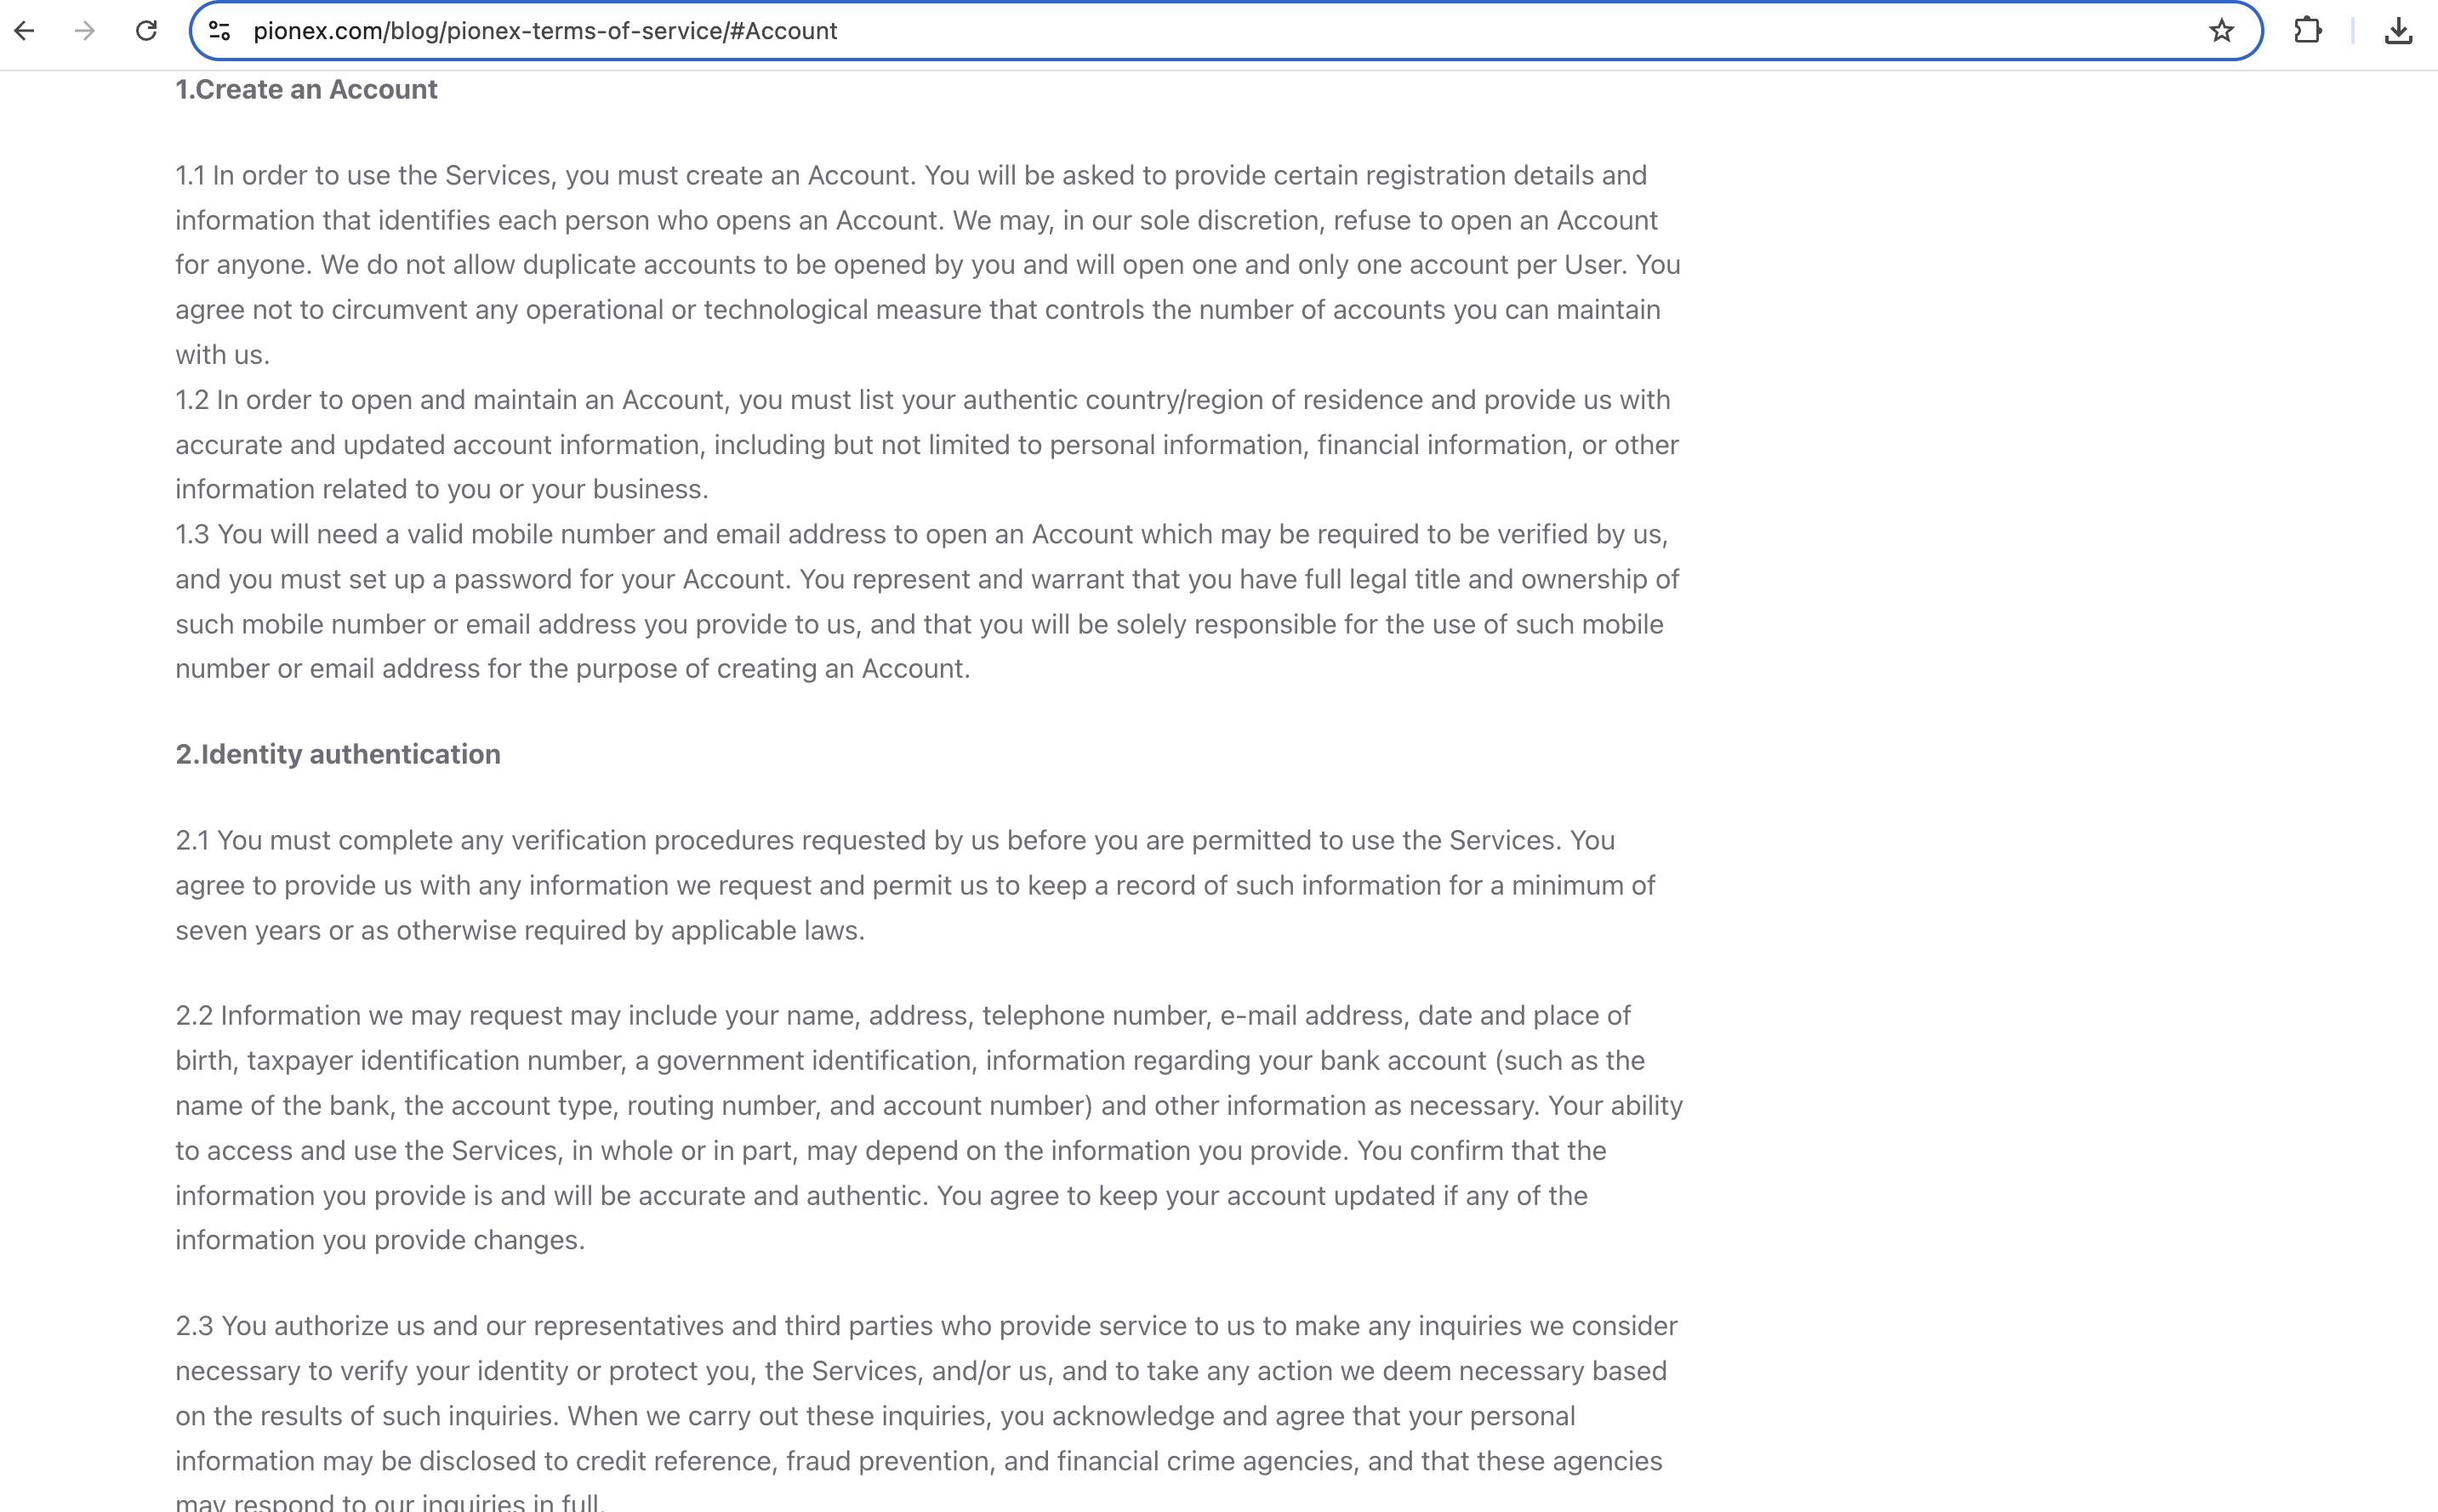 pionex.com/blog/pionex-terms-of-service/#Account
1.Create an Account
1.1 In order to use the Services, you must create an Account. You will be asked to provide certain registration details and
information that identifies each person who opens an Account. We may, in our sole discretion, refuse to open an Account
for anyone. We do not allow duplicate accounts to be opened by you and will open one and only one account per User. You
agree not to circumvent any operational or technological measure that controls the number of accounts you can maintain
with us.
1.2 In order to open and maintain an Account, you must list your authentic country/region of residence and provide us with
accurate and updated account information, including but not limited to personal information, financial information, or other
information related to you or your business.
1.3 You will need a valid mobile number and email address to open an Account which may be required to be verified by us,
and you must set up a password for your Account. You represent and warrant that you have full legal title and ownership of
such mobile number or email address you provide to us, and that you will be solely responsible for the use of such mobile
number or email address for the purpose of creating an Account.
2.Identity authentication
2.1 You must complete any verification procedures requested by us before you are permitted to use the Services. You
agree to provide us with any information we request and permit us to keep a record of such information for a minimum of
seven years or as otherwise required by applicable laws.
2.2 Information we may request may include your name, address, telephone number, e-mail address, date and place of
birth, taxpayer identification number, a government identification, information regarding your bank account (such as the
name of the bank, the account type, routing number, and account number) and other information as necessary. Your ability
to access and use the Services, in whole or in part, may depend on the information you provide. You confirm that the
information you provide is and will be accurate and authentic. You agree to keep your account updated if any of the
information you provide changes.
2.3 You authorize us and our representatives and third parties who provide service to us to make any inquiries we consider
necessary to verify your identity or protect you, the Services, and/or us, and to take any action we deem necessary based
on the results of such inquiries. When we carry out these inquiries, you acknowledge and agree that your personal
information may be disclosed to credit reference, fraud prevention, and financial crime agencies, and that these agencies
may respond to our inquiries in full.